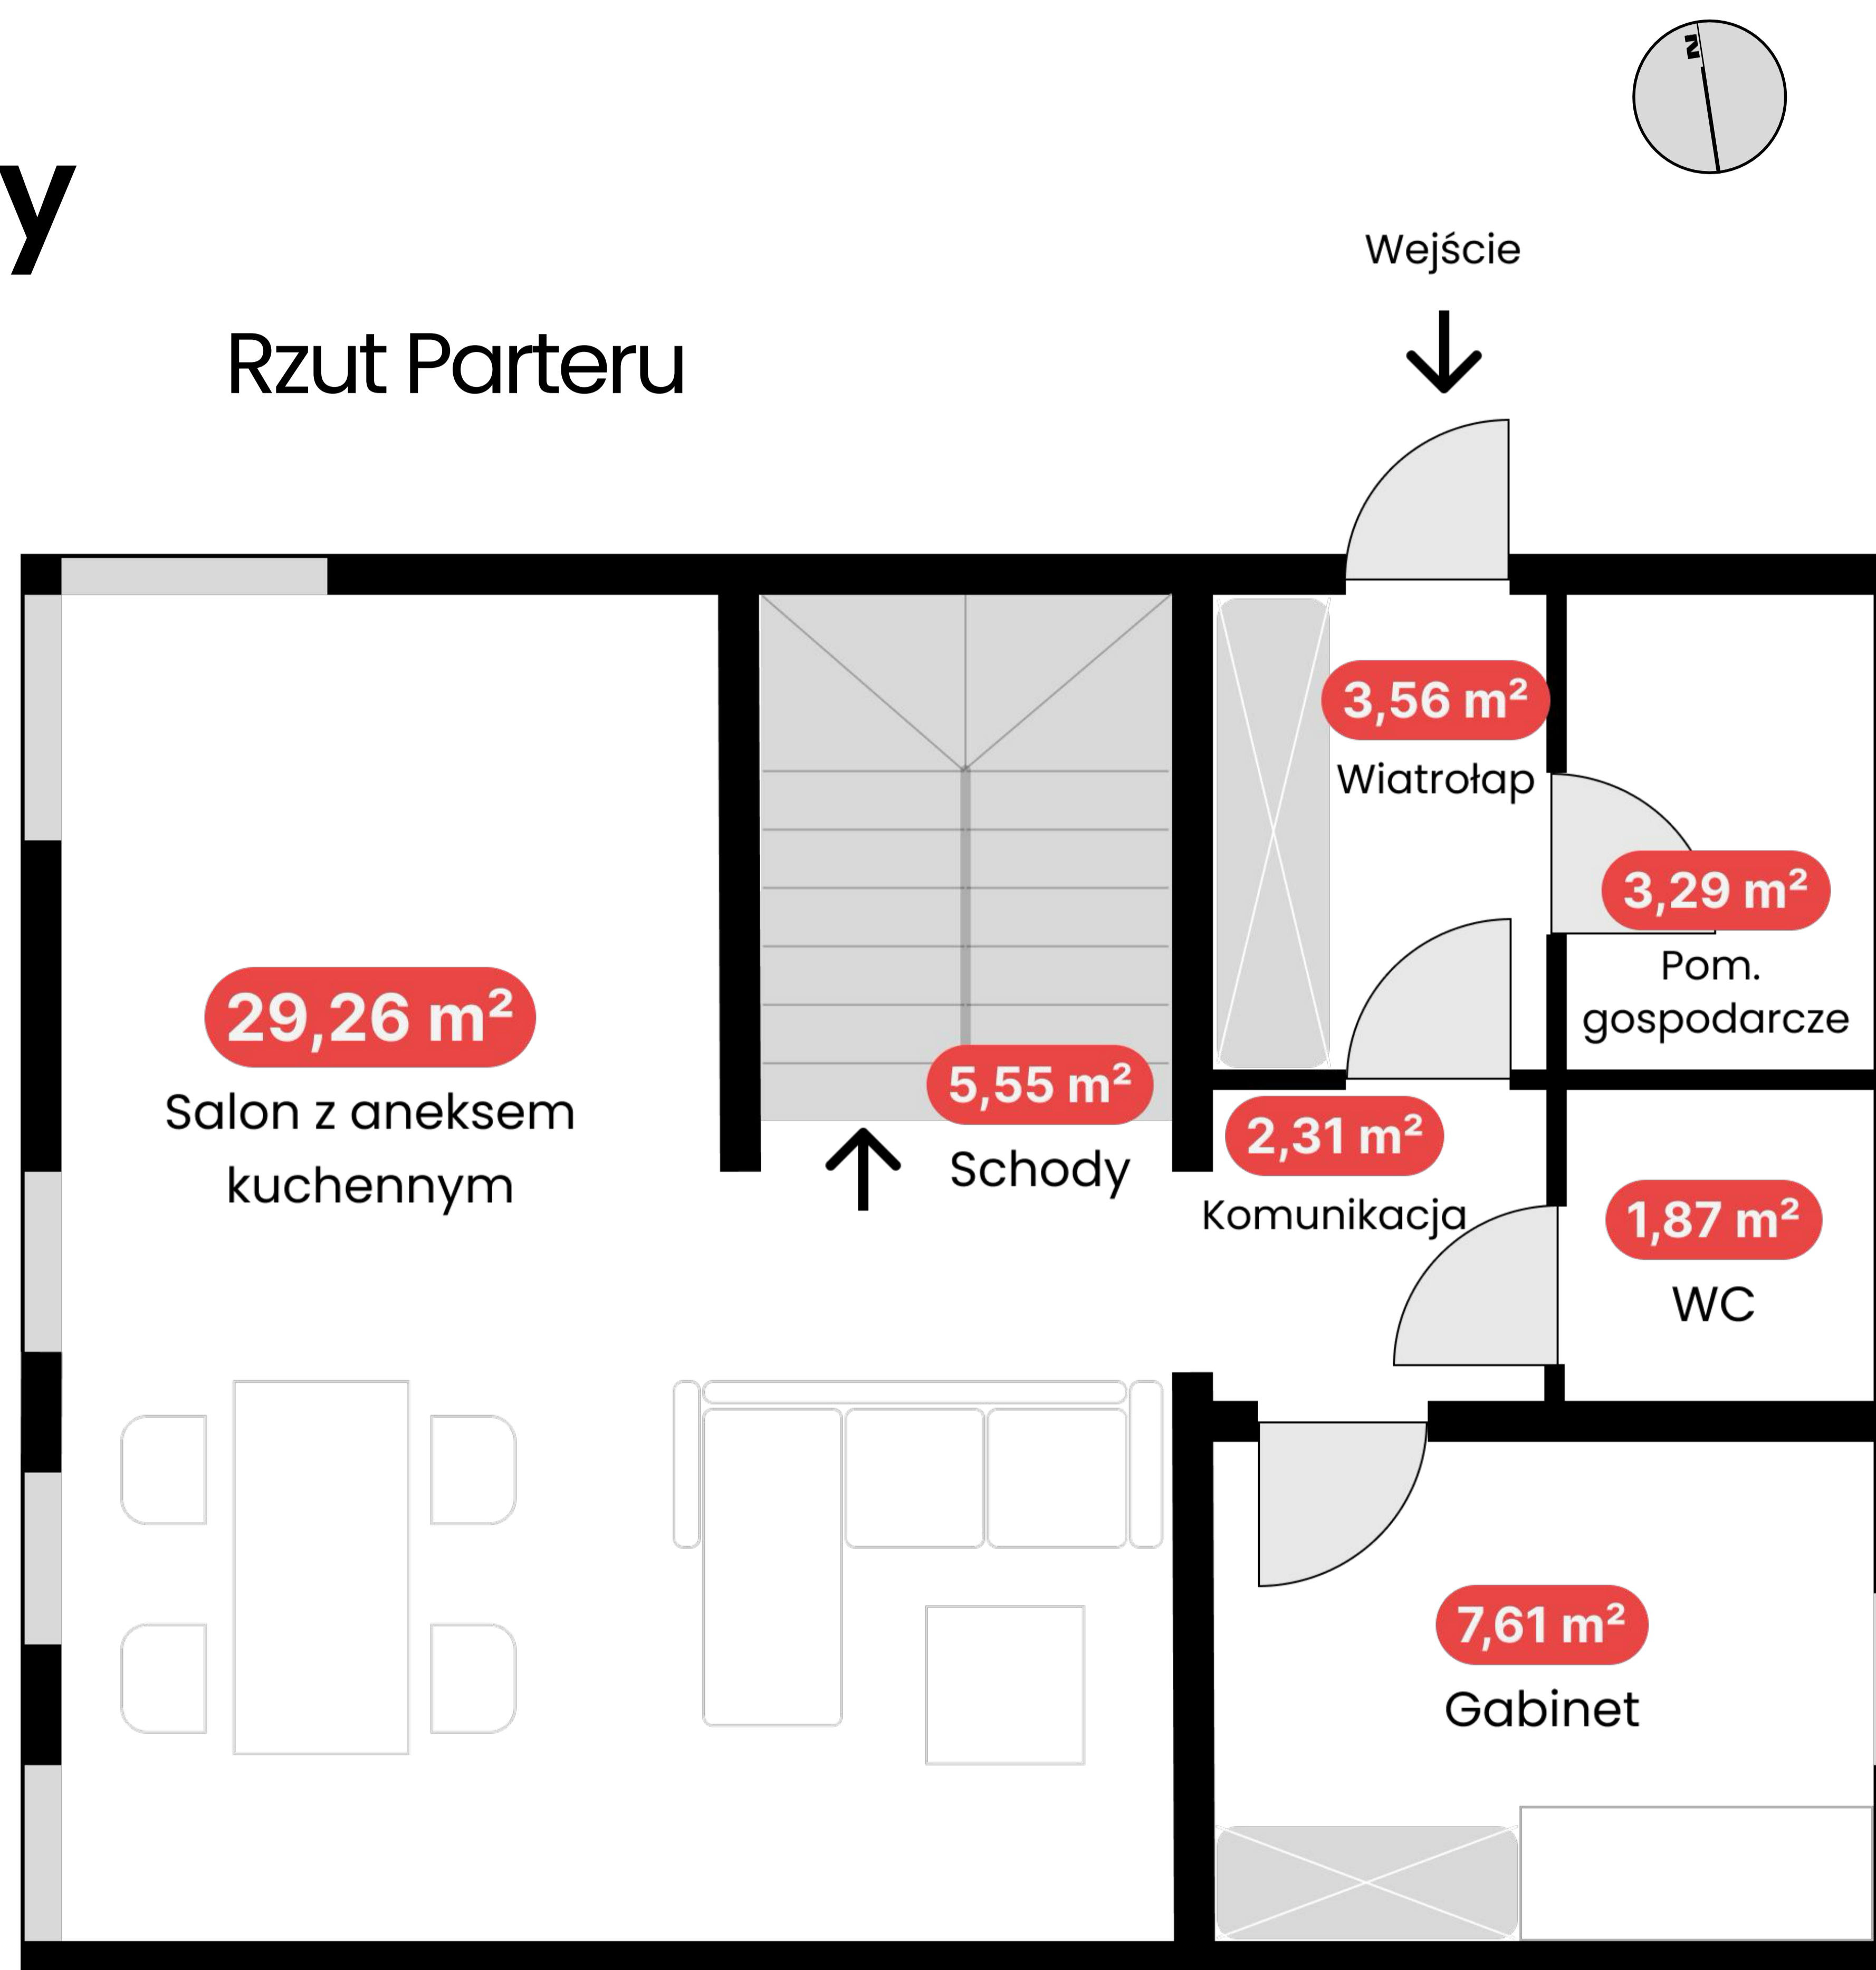 y
N
Wejście
Rzut Parteru
3,56 m²
Wiatrołap
3,29 m²
Pom.
gospodarcze
29,26 m²
Salon z aneksem
kuchennym
5,55 m²
Schody
2,31 m²
Komunikacja
1,87 m²
WC
7,61 m²
Gabinet